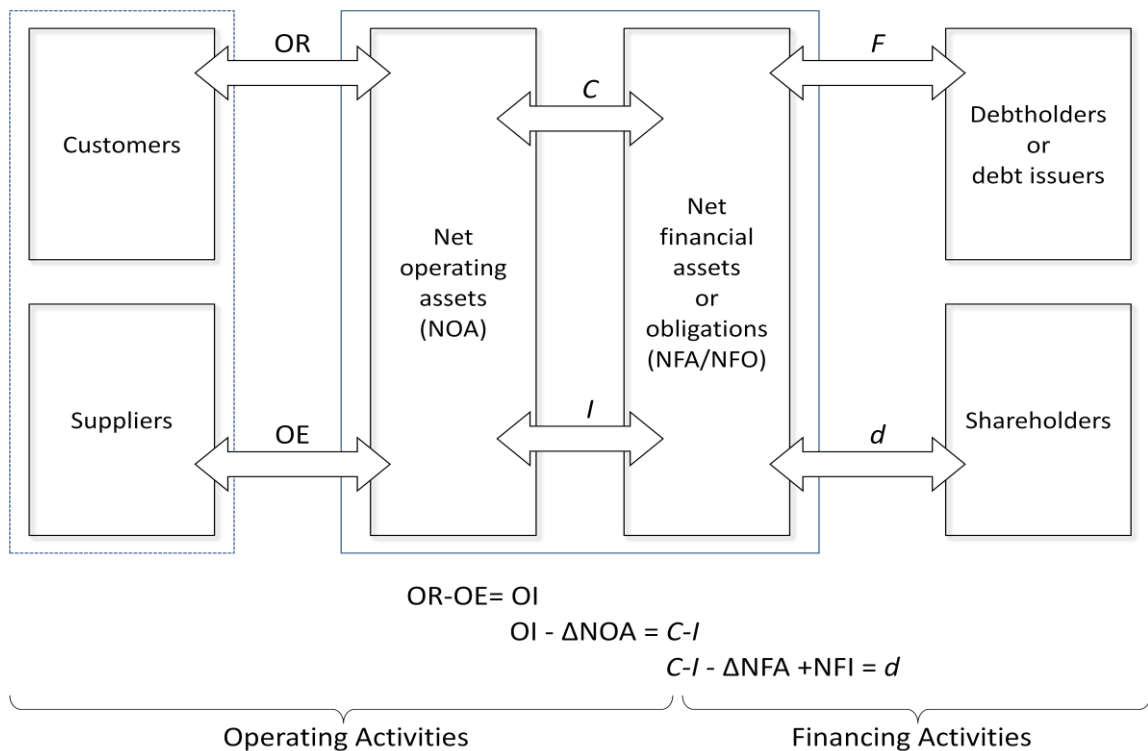 OR
F
C
Customers
Debtholders
or
debt issuers
Net
operating
assets
(NOA)
Net
financial
assets
or
obligations
(NFA/NFO)
I
Suppliers
Shareholders
OE
d
OR-OE= OI
OI - ΔNOA = C-I
C-I - ΔNFA +NFI = d
Operating Activities
Financing Activities